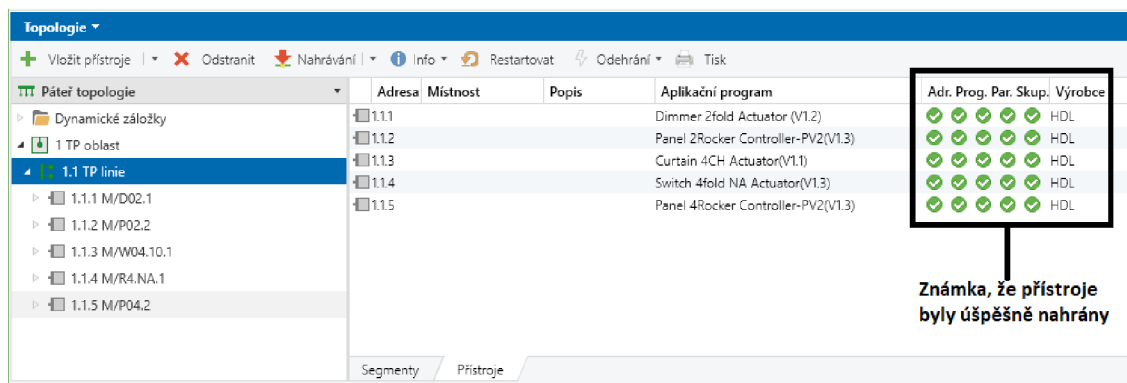 Topologie
Vložit přístroje Odstranit Nahrávání Info Restartovat Odehrání Tisk
Páteř topologie
Dynamické záložky
1 TP oblast
1.1 TP linie
1.1.1 M/D02.1
1.1.2 M/P02.2
1.1.3 M/W04.10.1
1.1.4 M/R4.NA.1
1.1.5 M/P04.2
Adresa Místnost Popis Aplikační program Adr. Prog. Par. Skup. Výrobce
1.1.1 Dimmer 2fold Actuator (V1.2) HDL
1.1.2 Panel 2Rocker Controller-PV2(V1.3) HDL
1.1.3 Curtain 4CH Actuator(V1.1) HDL
1.1.4 Switch 4fold NA Actuator(V1.3) HDL
1.1.5 Panel 4Rocker Controller-PV2(V1.3) HDL
Známka, že přístroje
byly úšpěšně nahrány
Segmenty Přístroje